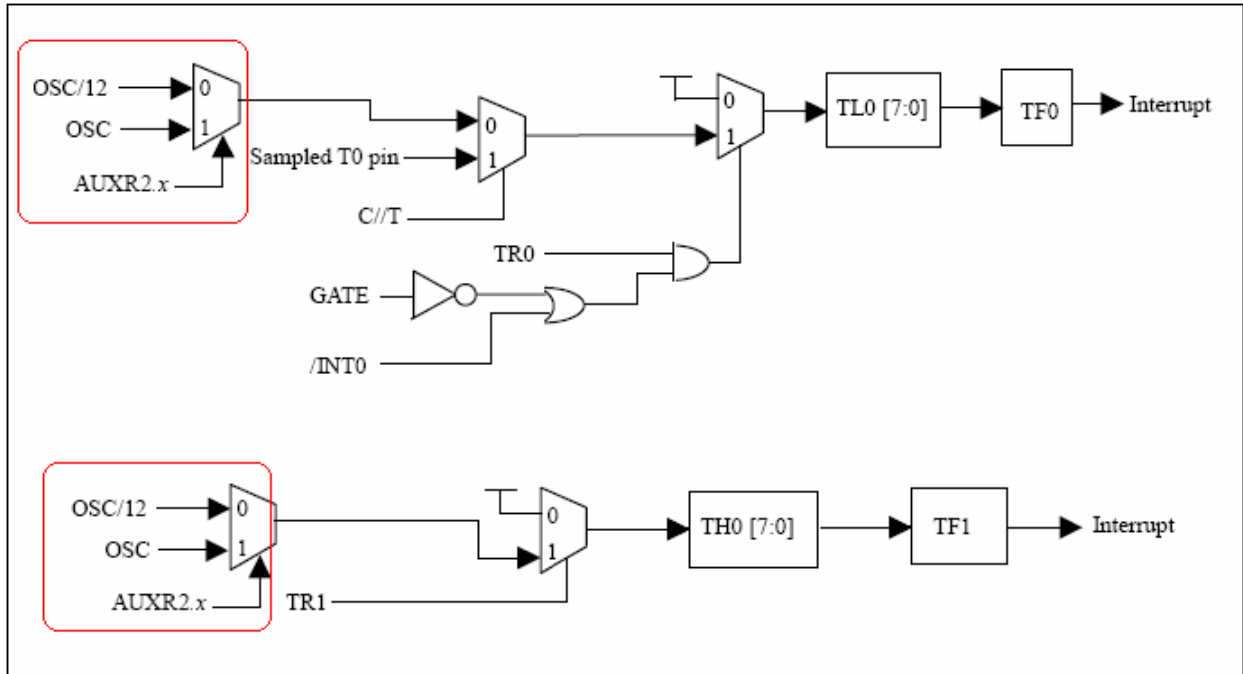 OSC/12
0
OSC
1
AUXR2.x
0
Sampled T0 pin
1
C//T
0
1
TL0 [7:0]
TF0
Interrupt
TR0
GATE
/INT0
OSC/12
0
OSC
1
AUXR2.x
0
1
TR1
TH0 [7:0]
TF1
Interrupt